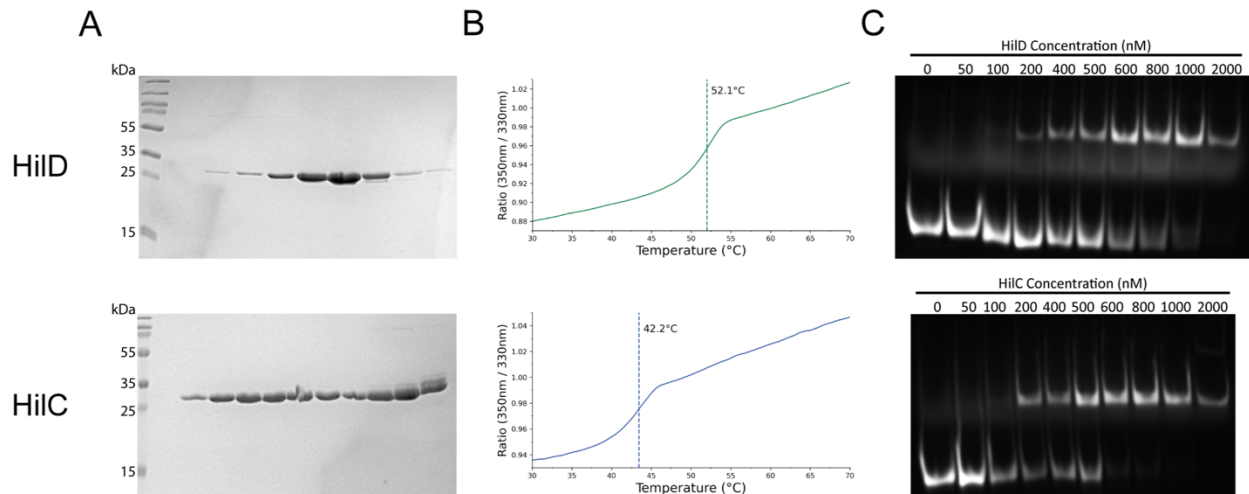 A
B
C
HilD
kDa
55
35
25
15
1.02
1.00
0.98
0.96
0.94
0.92
0.90
0.88
Ratio (350nm / 330nm)
52.1°C
30 35 40 45 50 55 60 65 70
Temperature (°C)
HilD Concentration (nM)
0 50 100 200 400 500 600 800 1000 2000
HilC
kDa
55
35
25
15
1.04
1.02
1.00
0.98
0.96
0.94
Ratio (350nm / 330nm)
42.2°C
30 35 40 45 50 55 60 65 70
Temperature (°C)
HilC Concentration (nM)
0 50 100 200 400 500 600 800 1000 2000